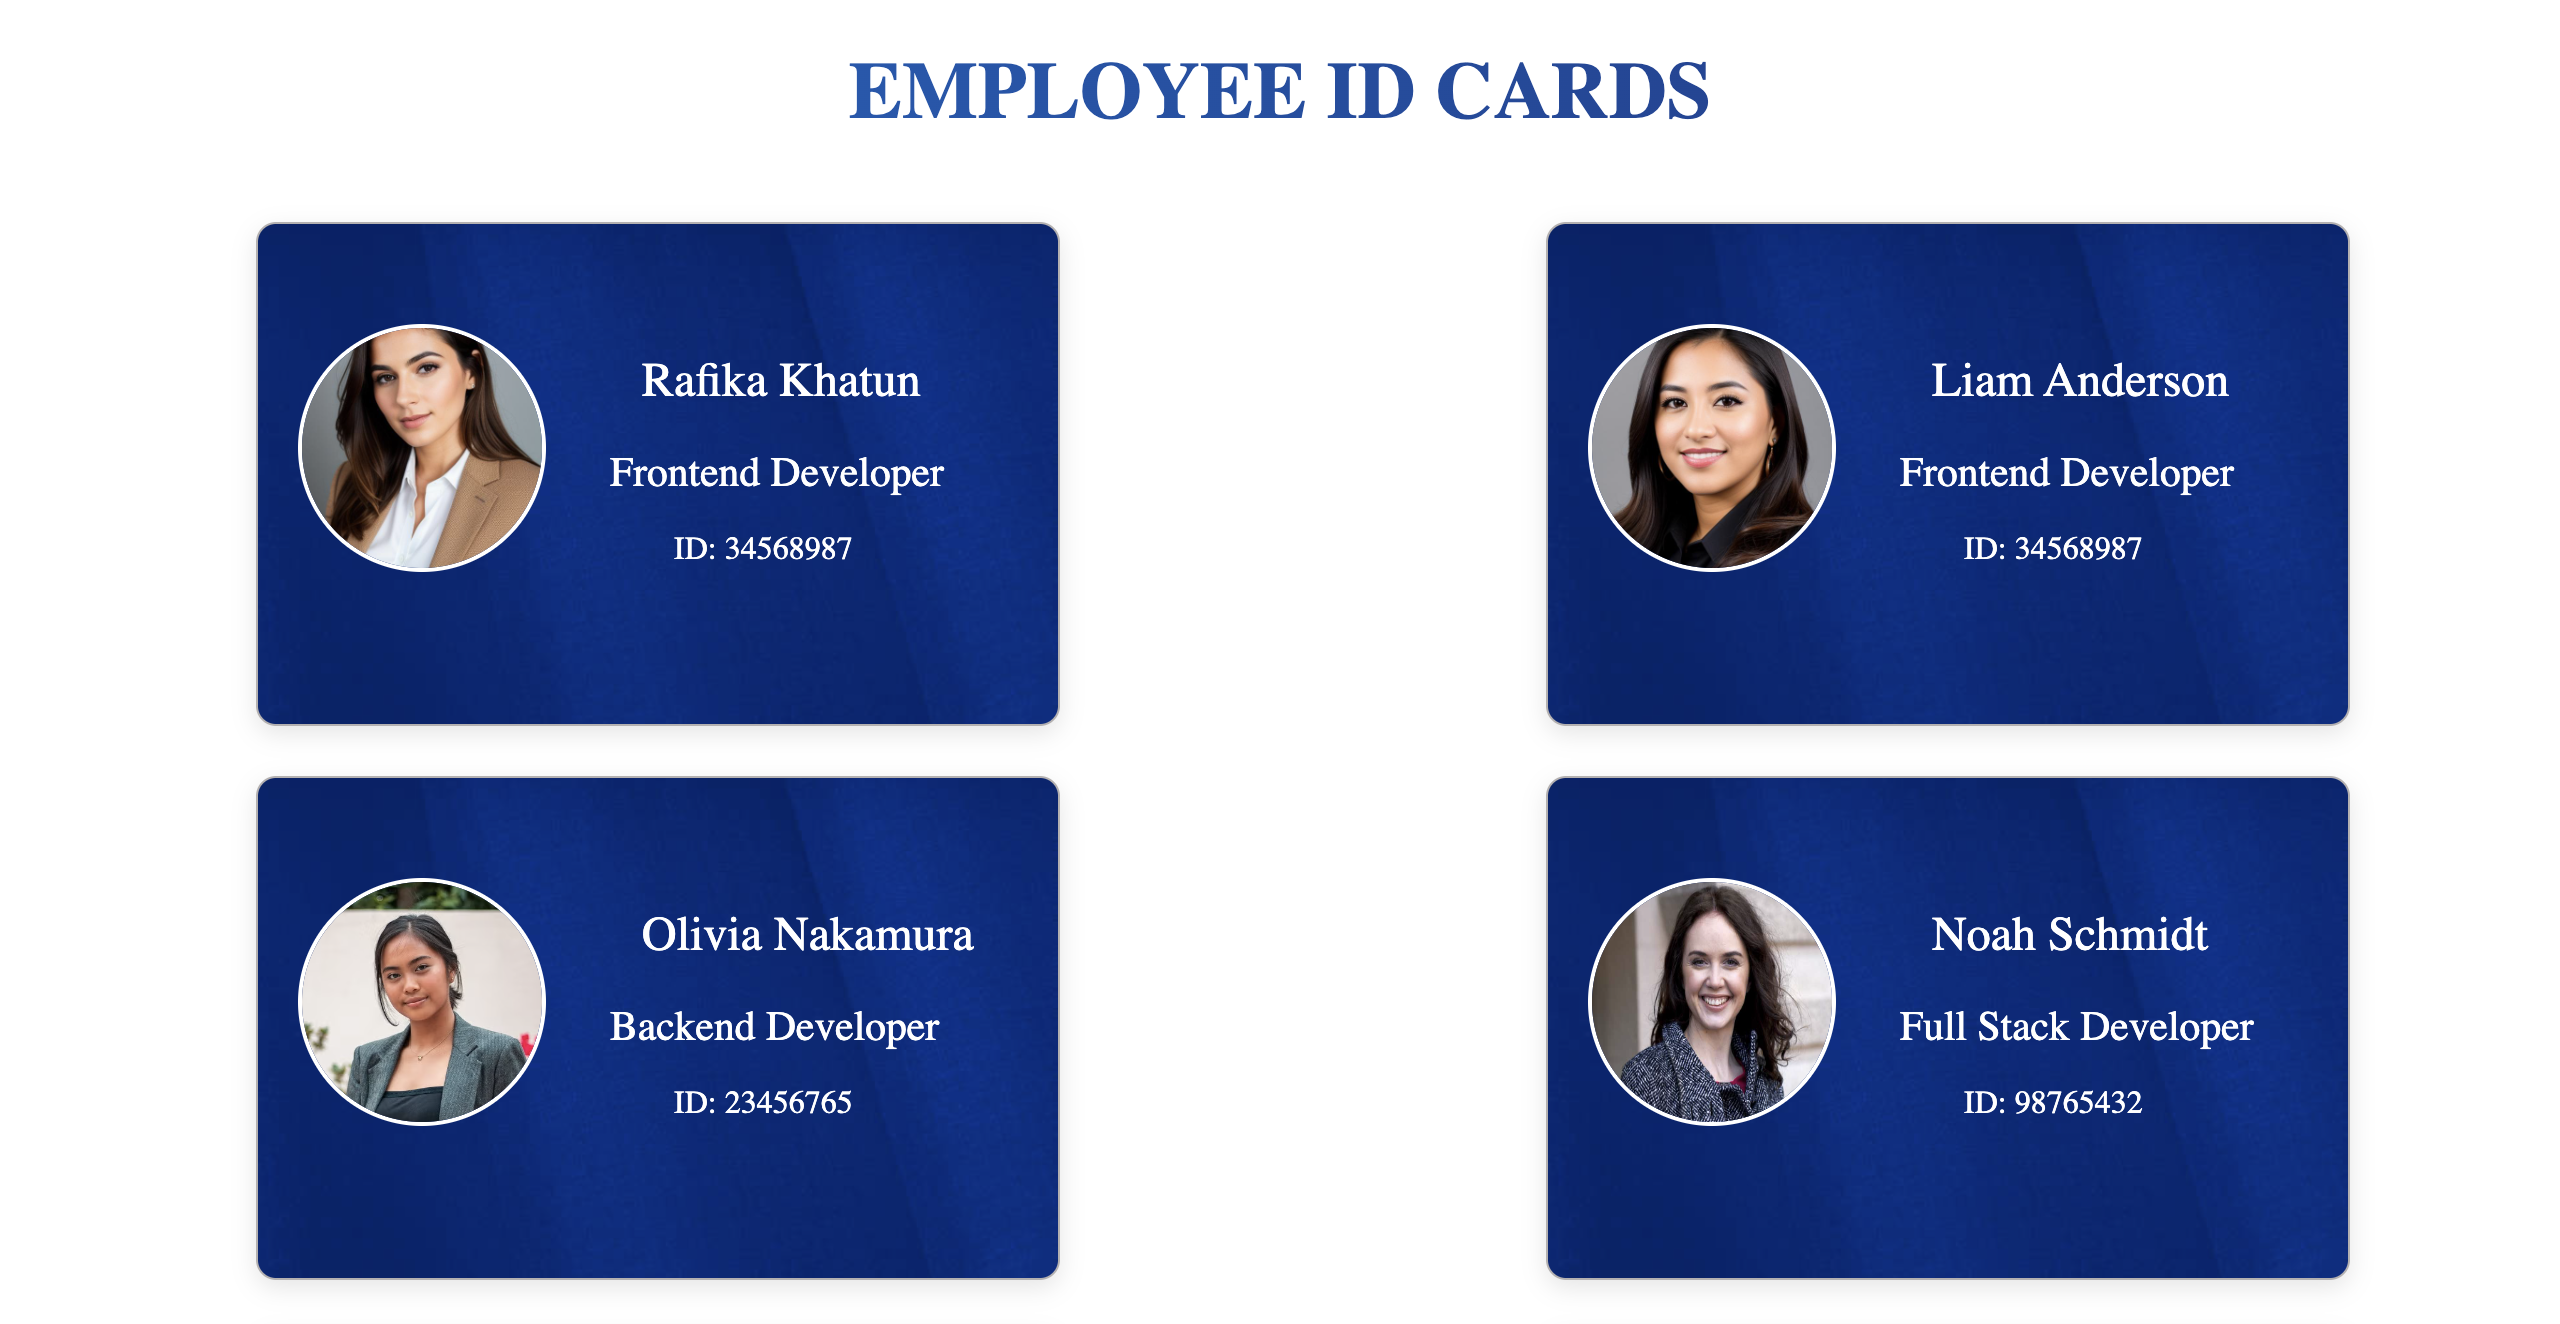 EMPLOYEE ID CARDS
Rafika Khatun
Frontend Developer
ID: 34568987
Liam Anderson
Frontend Developer
ID: 34568987
Olivia Nakamura
Backend Developer
ID: 23456765
Noah Schmidt
Full Stack Developer
ID: 98765432